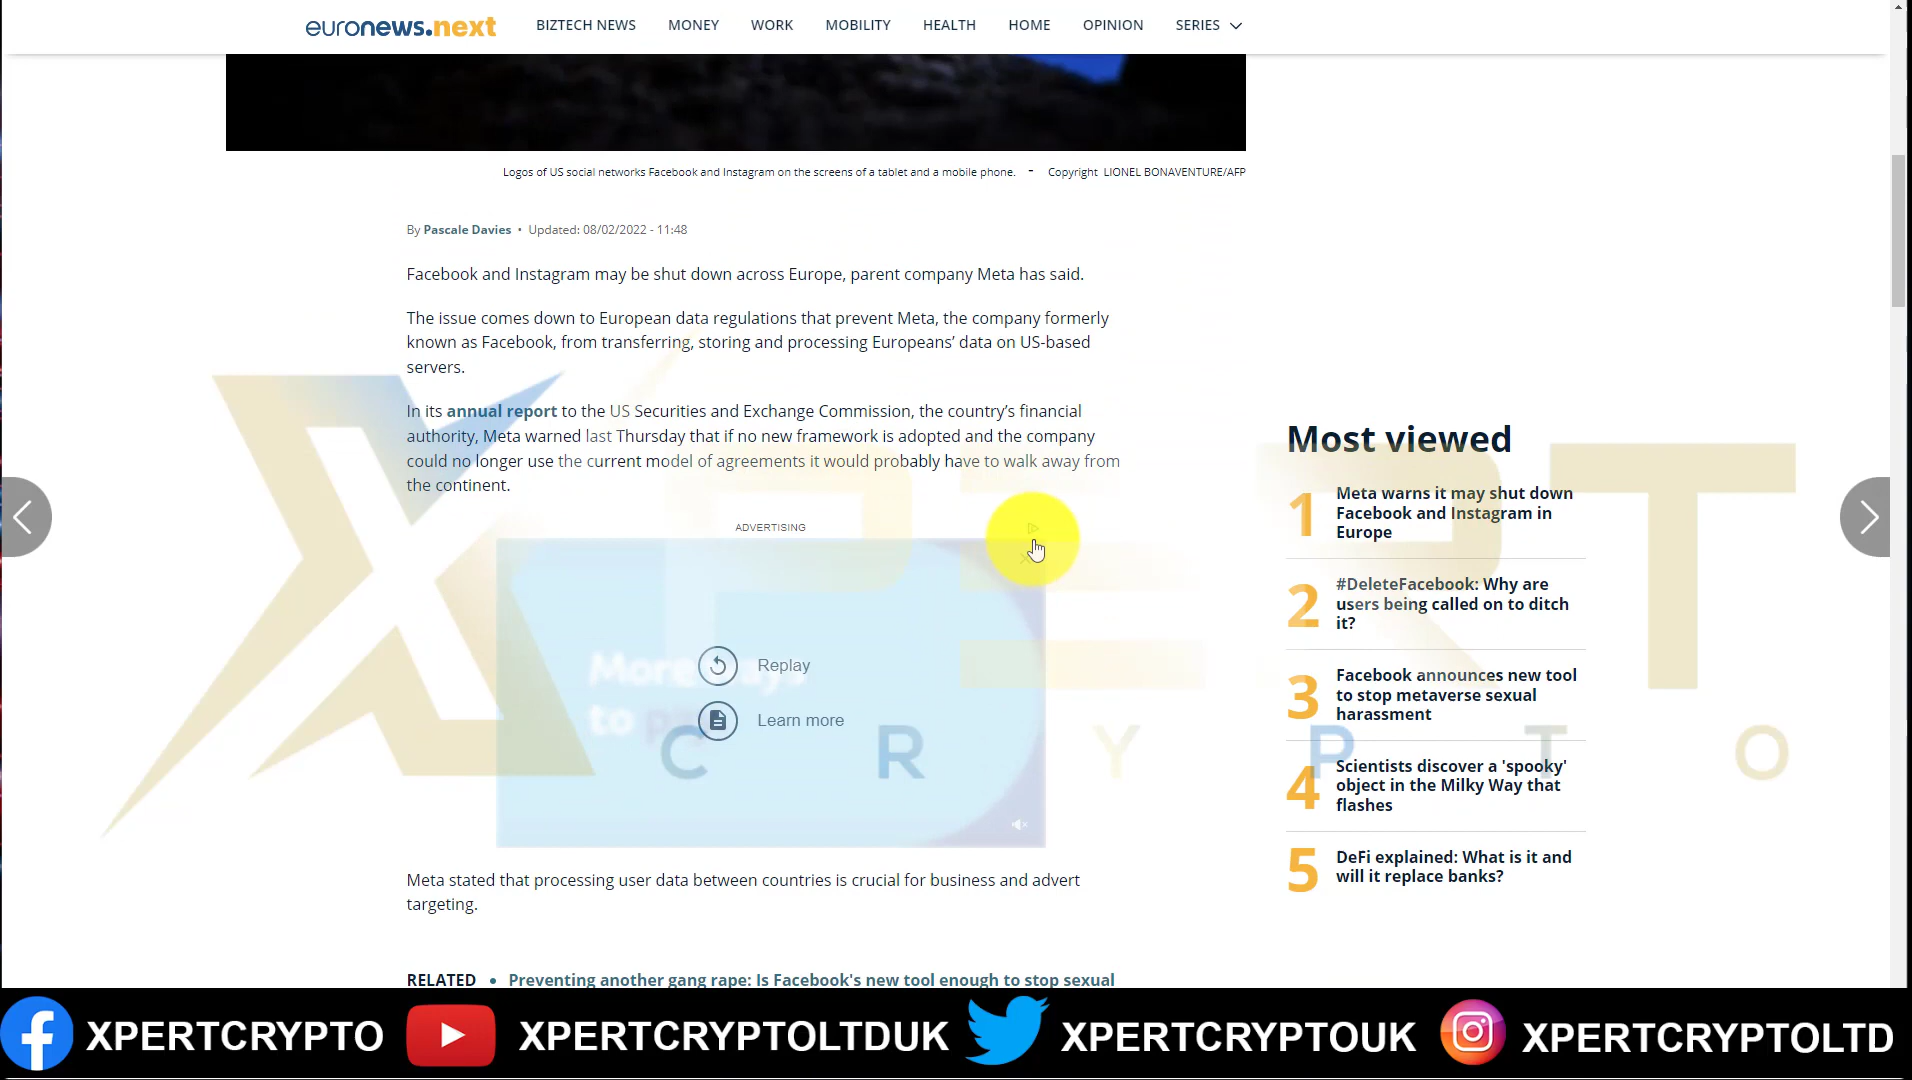 euronews.next
BIZTECH NEWS MONEY WORK MOBILITY HEALTH HOME OPINION SERIES
Logos of US social networks Facebook and Instagram on the screens of a tablet and a mobile phone. - Copyright LIONEL BONAVENTURE/AFP
By Pascale Davies • Updated: 08/02/2022 - 11:48
Facebook and Instagram may be shut down across Europe, parent company Meta has said.
The issue comes down to European data regulations that prevent Meta, the company formerly
known as Facebook, from transferring, storing and processing Europeans’ data on US-based
servers.
In its annual report to the US Securities and Exchange Commission, the country’s financial
authority, Meta warned last Thursday that if no new framework is adopted and the company
could no longer use the current model of agreements it would probably have to walk away from
the continent.
ADVERTISING
More ways
to pay
Replay
Learn more
Meta stated that processing user data between countries is crucial for business and advert
targeting.
RELATED • Preventing another gang rape: Is Facebook's new tool enough to stop sexual
Most viewed
1 Meta warns it may shut down
Facebook and Instagram in
Europe
2 #DeleteFacebook: Why are
users being called on to ditch
it?
3 Facebook announces new tool
to stop metaverse sexual
harassment
4 Scientists discover a 'spooky'
object in the Milky Way that
flashes
5 DeFi explained: What is it and
will it replace banks?
XPERT
CRYPTO
XPERTCRYPTO XPERTCRYPTOLTDUK XPERTCRYPTOUK XPERTCRYPTOLTD